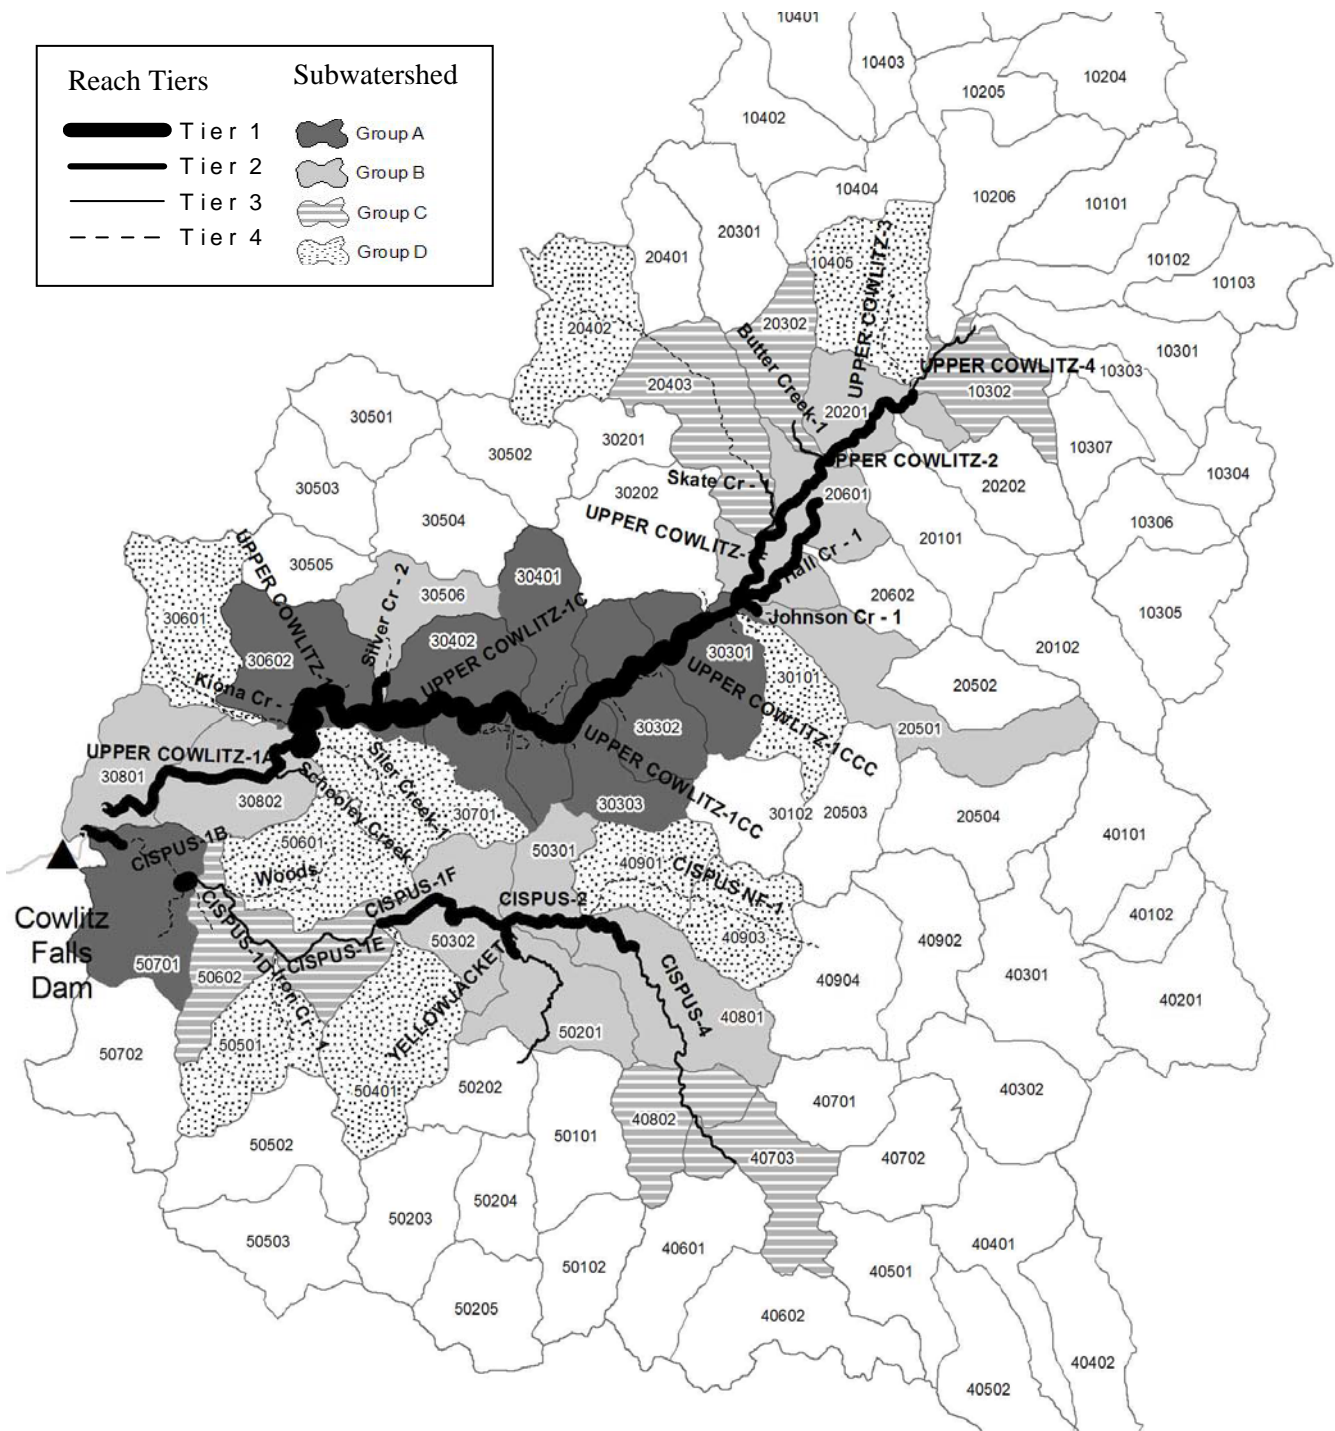 Reach Tiers
Subwatershed
Tier 1
Tier 2
Tier 3
Tier 4
Group A
Group B
Group C
Group D
10401
10403
10204
10205
10402
10404
10206
10101
20301
20401
10405
UPPER COWLITZ-3
10102
10103
20402
20302
Butter Creek-1
10301
UPPER COWLITZ-4
10303
20403
10302
20201
30501
30201
30502
10307
UPPER COWLITZ-2
10304
Skate Cr -
20202
30503
30202
20601
30504
UPPER COWLITZ-
10306
20101
Hall Cr - 1
UPPER COWLITZ-1
30505
30401
Silver Cr - 2
30506
20602
10305
30601
Johnson Cr - 1
30402
UPPER COWLITZ-1C
20102
30602
30301
30101
Kiona Cr -
20502
UPPER COWLITZ-1CCC
30302
20501
UPPER COWLITZ-1A
Siler Creek-1
UPPER COWLITZ-1CC
30801
30802
Schooley Creek
30701
30303
30102
20503
20504
40101
CISPUS-1B
50601
50301
40901
CISPUS NF-1
Woods
CISPUS-1F
CISPUS-2
Cowlitz
Falls
Dam
CISPUS-1D
CISPUS-1E
50302
40903
40902
40102
50701
50602
Iron Cr - 1
YELLOWJACKET
CISPUS-4
40904
40301
40201
50702
50501
50201
40801
50401
50202
40701
40302
50502
50101
40802
40703
40702
50204
50203
50503
40601
40401
50102
40501
50205
40602
40402
40502